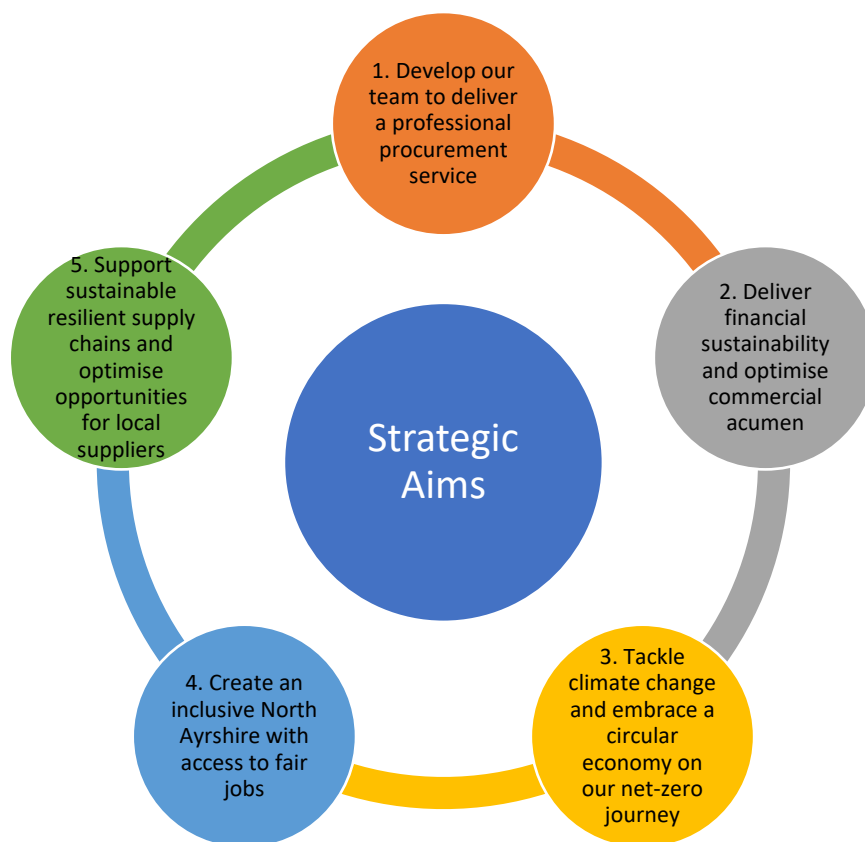 1. Develop our
team to deliver
a professional
procurement
service
2. Deliver
financial
sustainability
and optimise
commercial
acumen
3. Tackle
climate change
and embrace a
circular
economy on
our net-zero
journey
4. Create an
inclusive North
Ayrshire with
access to fair
jobs
5. Support
sustainable
resilient supply
chains and
optimise
opportunities
for local
suppliers
Strategic
Aims